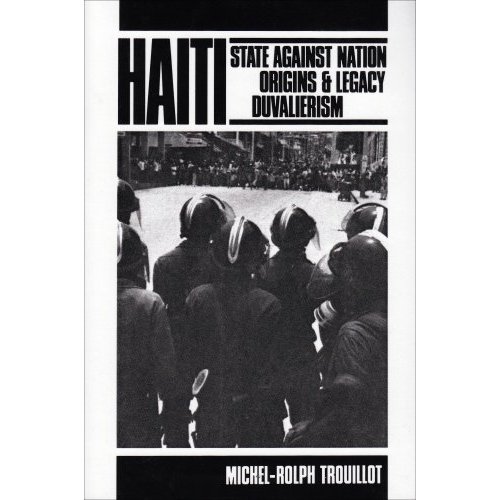 HAITI
STATE AGAINST NATION
ORIGINS & LEGACY
DUVALIERISM
MICHEL-ROLPH TROUILLOT